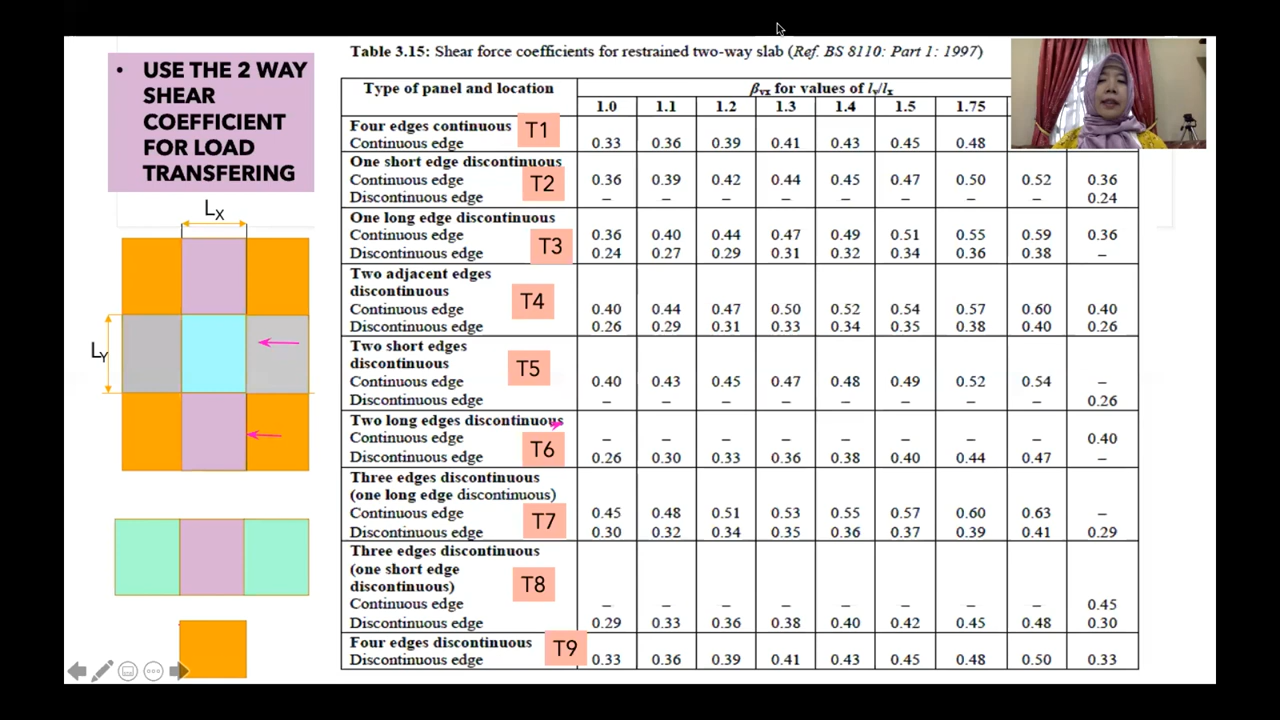 • USE THE 2 WAY
SHEAR
COEFFICIENT
FOR LOAD
TRANSFERING
LX
LY
Table 3.15: Shear force coefficients for restrained two-way slab (Ref. BS 8110: Part 1: 1997)
Type of panel and location
βvx for values of ly/lx
1.0 1.1 1.2 1.3 1.4 1.5 1.75
Four edges continuous T1
Continuous edge 0.33 0.36 0.39 0.41 0.43 0.45 0.48
One short edge discontinuous T2
Continuous edge 0.36 0.39 0.42 0.44 0.45 0.47 0.50 0.52 0.36
Discontinuous edge – – – – – – – – 0.24
One long edge discontinuous T3
Continuous edge 0.36 0.40 0.44 0.47 0.49 0.51 0.55 0.59 0.36
Discontinuous edge 0.24 0.27 0.29 0.31 0.32 0.34 0.36 0.38 –
Two adjacent edges
discontinuous T4
Continuous edge 0.40 0.44 0.47 0.50 0.52 0.54 0.57 0.60 0.40
Discontinuous edge 0.26 0.29 0.31 0.33 0.34 0.35 0.38 0.40 0.26
Two short edges
discontinuous T5
Continuous edge 0.40 0.43 0.45 0.47 0.48 0.49 0.52 0.54 –
Discontinuous edge – – – – – – – – 0.26
Two long edges discontinuous T6
Continuous edge – – – – – – – – 0.40
Discontinuous edge 0.26 0.30 0.33 0.36 0.38 0.40 0.44 0.47 –
Three edges discontinuous
(one long edge discontinuous) T7
Continuous edge 0.45 0.48 0.51 0.53 0.55 0.57 0.60 0.63 –
Discontinuous edge 0.30 0.32 0.34 0.35 0.36 0.37 0.39 0.41 0.29
Three edges discontinuous
(one short edge
discontinuous) T8
Continuous edge – – – – – – – – 0.45
Discontinuous edge 0.29 0.33 0.36 0.38 0.40 0.42 0.45 0.48 0.30
Four edges discontinuous T9
Discontinuous edge 0.33 0.36 0.39 0.41 0.43 0.45 0.48 0.50 0.33